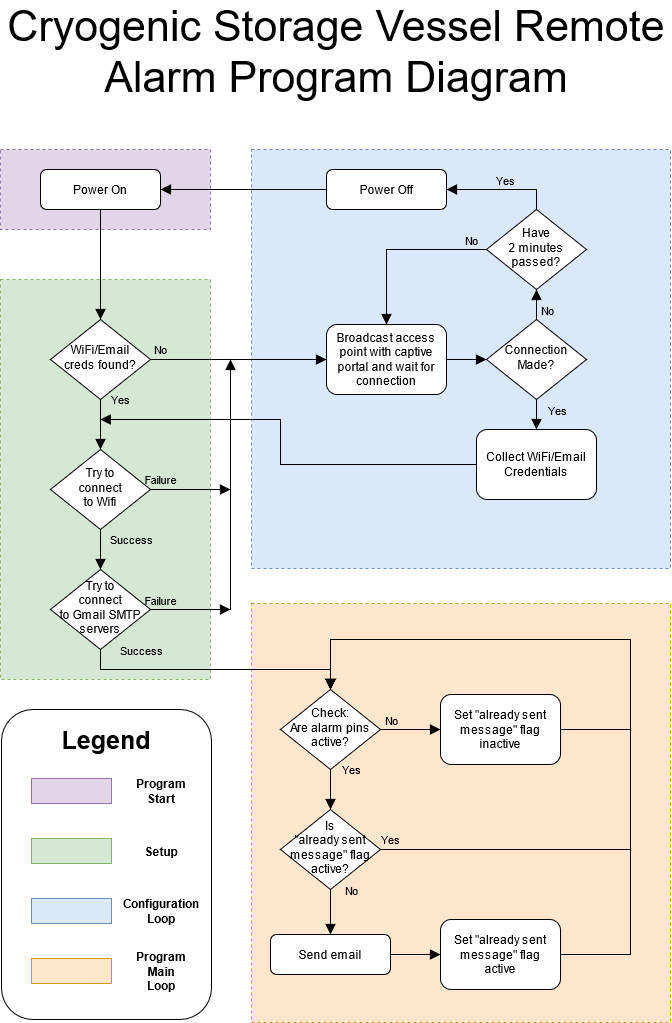 Cryogenic Storage Vessel Remote
Alarm Program Diagram
Power On
Power Off
Yes
Have
2 minutes
passed?
No
WiFi/Email
creds found?
No
Yes
Broadcast access
point with captive
portal and wait for
connection
Connection
Made?
No
Yes
Collect WiFi/Email
Credentials
Try to
connect
to Wifi
Failure
Success
Try to
connect
to Gmail SMTP
servers
Failure
Success
Check:
Are alarm pins
active?
No
Yes
Set "already sent
message" flag
inactive
Is
"already sent
message" flag
active?
Yes
No
Send email
Set "already sent
message" flag
active
Legend
Program
Start
Setup
Configuration
Loop
Program
Main
Loop